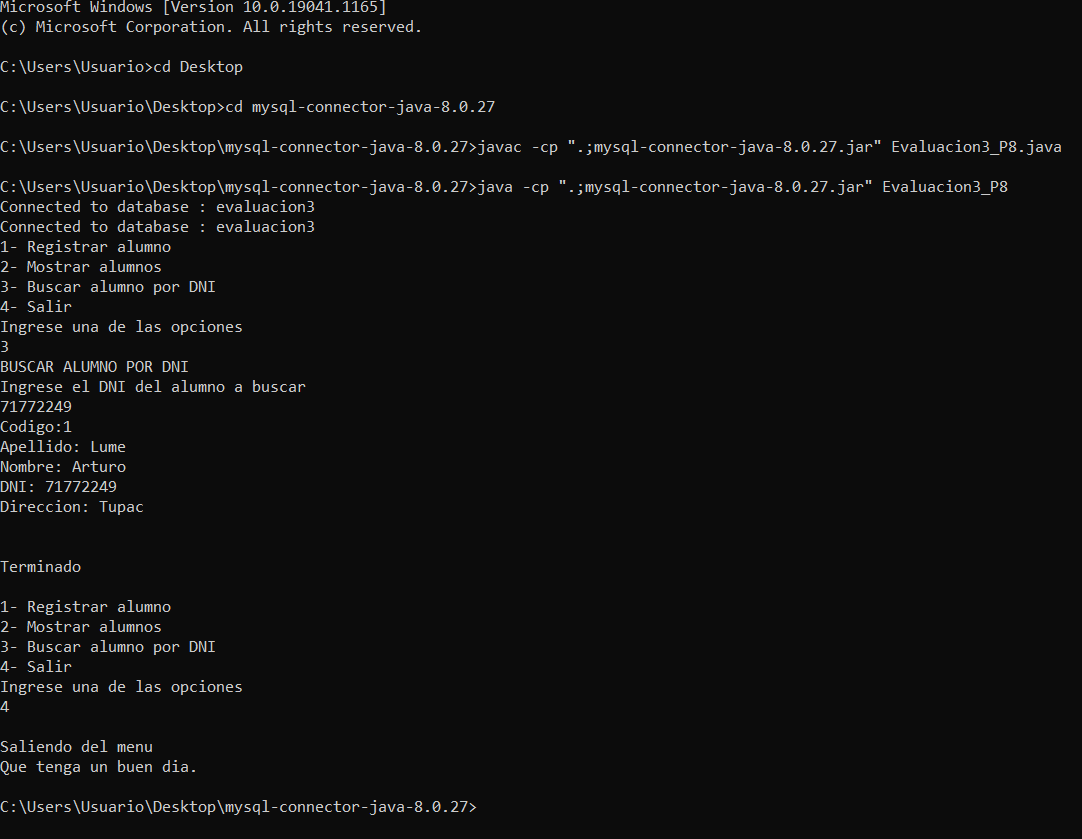 Microsoft Windows [Version 10.0.19041.1165]
(c) Microsoft Corporation. All rights reserved.
C:\Users\Usuario>cd Desktop
C:\Users\Usuario\Desktop>cd mysql-connector-java-8.0.27
C:\Users\Usuario\Desktop\mysql-connector-java-8.0.27>javac -cp ".;mysql-connector-java-8.0.27.jar" Evaluacion3_P8.java
C:\Users\Usuario\Desktop\mysql-connector-java-8.0.27>java -cp ".;mysql-connector-java-8.0.27.jar" Evaluacion3_P8
Connected to database : evaluacion3
Connected to database : evaluacion3
1- Registrar alumno
2- Mostrar alumnos
3- Buscar alumno por DNI
4- Salir
Ingrese una de las opciones
3
BUSCAR ALUMNO POR DNI
Ingrese el DNI del alumno a buscar
71772249
Codigo:1
Apellido: Lume
Nombre: Arturo
DNI: 71772249
Direccion: Tupac
Terminado
1- Registrar alumno
2- Mostrar alumnos
3- Buscar alumno por DNI
4- Salir
Ingrese una de las opciones
4
Saliendo del menu
Que tenga un buen dia.
C:\Users\Usuario\Desktop\mysql-connector-java-8.0.27>